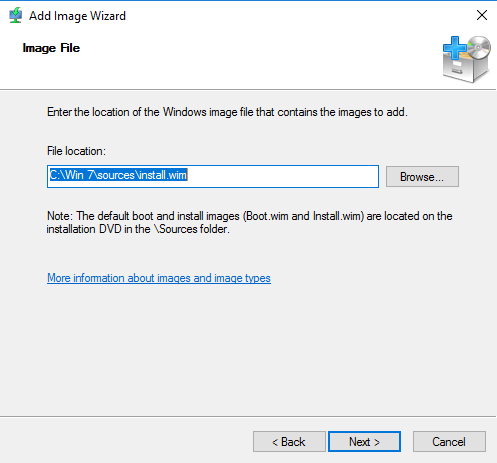 Add Image Wizard
Image File
Enter the location of the Windows image file that contains the images to add.
File location:
C:\Win 7\sources\install.wim
Browse...
Note: The default boot and install images (Boot.wim and Install.wim) are located on the
installation DVD in the \Sources folder.
More information about images and image types
< Back
Next >
Cancel